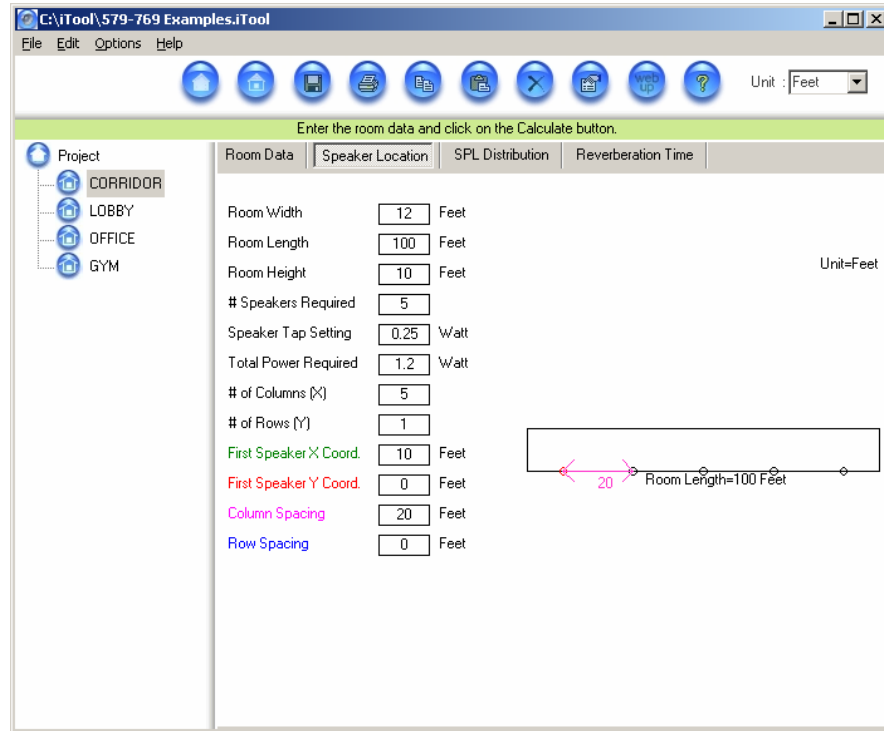 C:\iTool\579-769 Examples.iTool
File Edit Options Help
web up ? Unit : Feet
Enter the room data and click on the Calculate button.
Project
CORRIDOR
LOBBY
OFFICE
GYM
Room Data Speaker Location SPL Distribution Reverberation Time
Room Width 12 Feet
Room Length 100 Feet
Unit=Feet
Room Height 10 Feet
# Speakers Required 5
Speaker Tap Setting 0.25 Watt
Total Power Required 1.2 Watt
# of Columns (X) 5
# of Rows (Y) 1
First Speaker X Coord. 10 Feet
First Speaker Y Coord. 0 Feet
20 Room Length=100 Feet
Column Spacing 20 Feet
Row Spacing 0 Feet